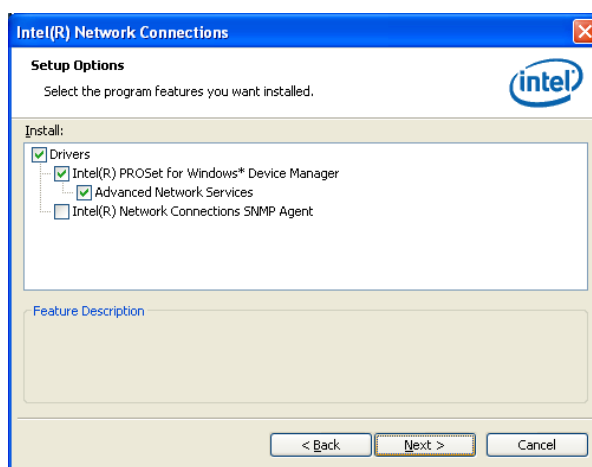 Intel(R) Network Connections
Setup Options
Select the program features you want installed.
intel
Install:
Drivers
Intel(R) PROSet for Windows* Device Manager
Advanced Network Services
Intel(R) Network Connections SNMP Agent
Feature Description
< Back
Next >
Cancel